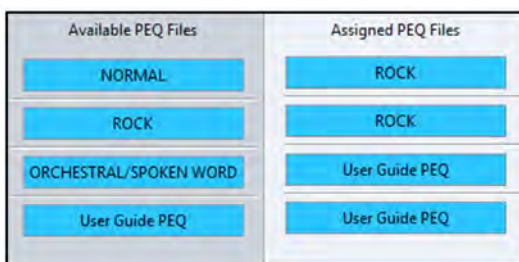 Available PEQ Files
Assigned PEQ Files
NORMAL
ROCK
ROCK
ROCK
ORCHESTRAL/SPOKEN WORD
User Guide PEQ
User Guide PEQ
User Guide PEQ